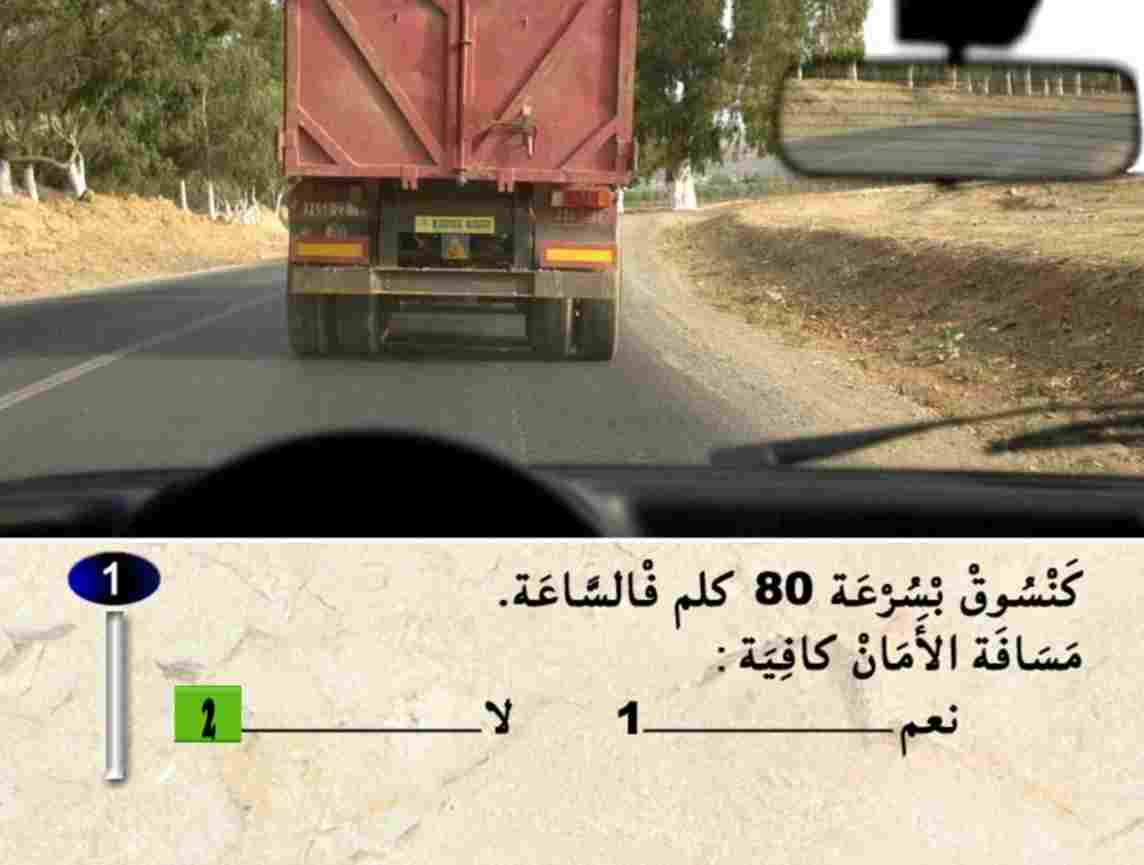 1
كَنْسُوقْ بْسُرْعَة 80 كلم فْالسَّاعَة.
مَسَافَة الأَمَانْ كافِيَة :
نعم 1 لا 2